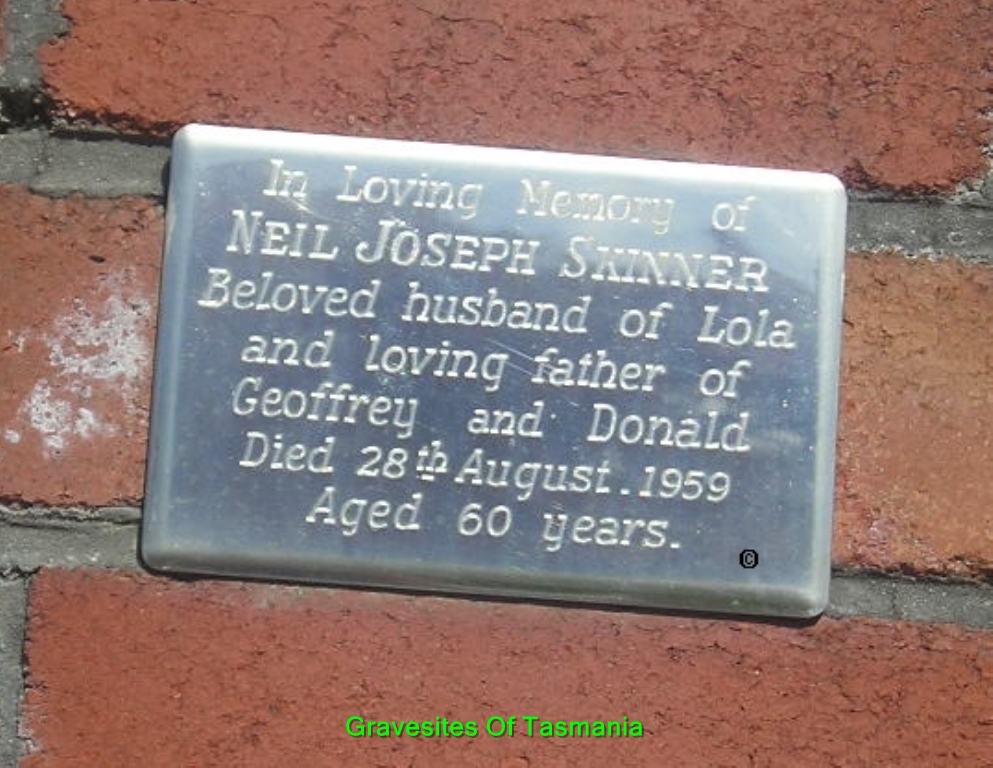 In Loving Memory of
NEIL JOSEPH SKINNER
Beloved husband of Lola
and loving father of
Geoffrey and Donald
Died 28th August. 1959
Aged 60 years.
©
Gravesites Of Tasmania